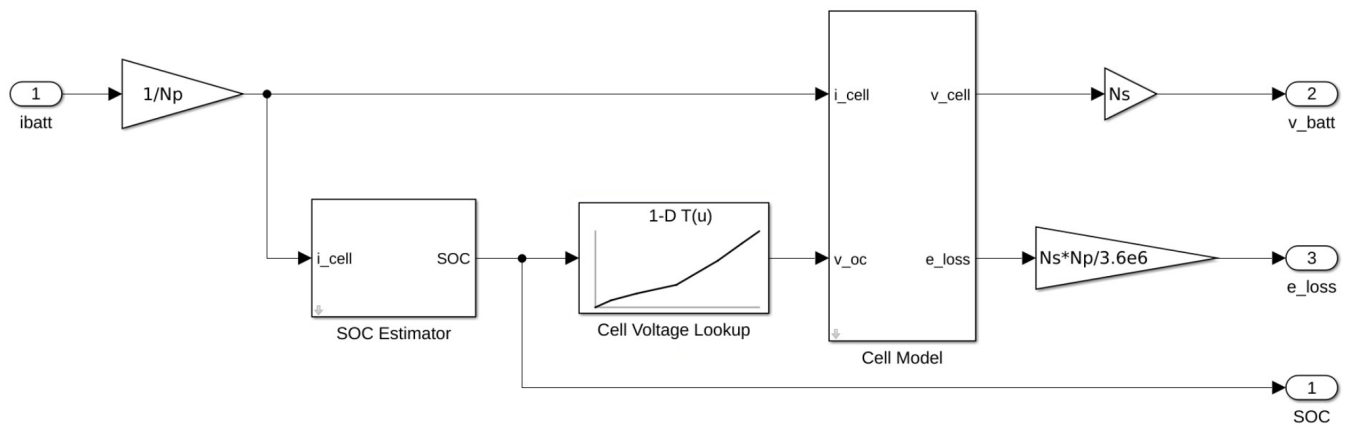 1
ibatt
1/Np
i_cell
SOC
SOC Estimator
1-D T(u)
Cell Voltage Lookup
i_cell
v_cell
v_oc
e_loss
Cell Model
Ns
2
v_batt
Ns*Np/3.6e6
3
e_loss
1
SOC